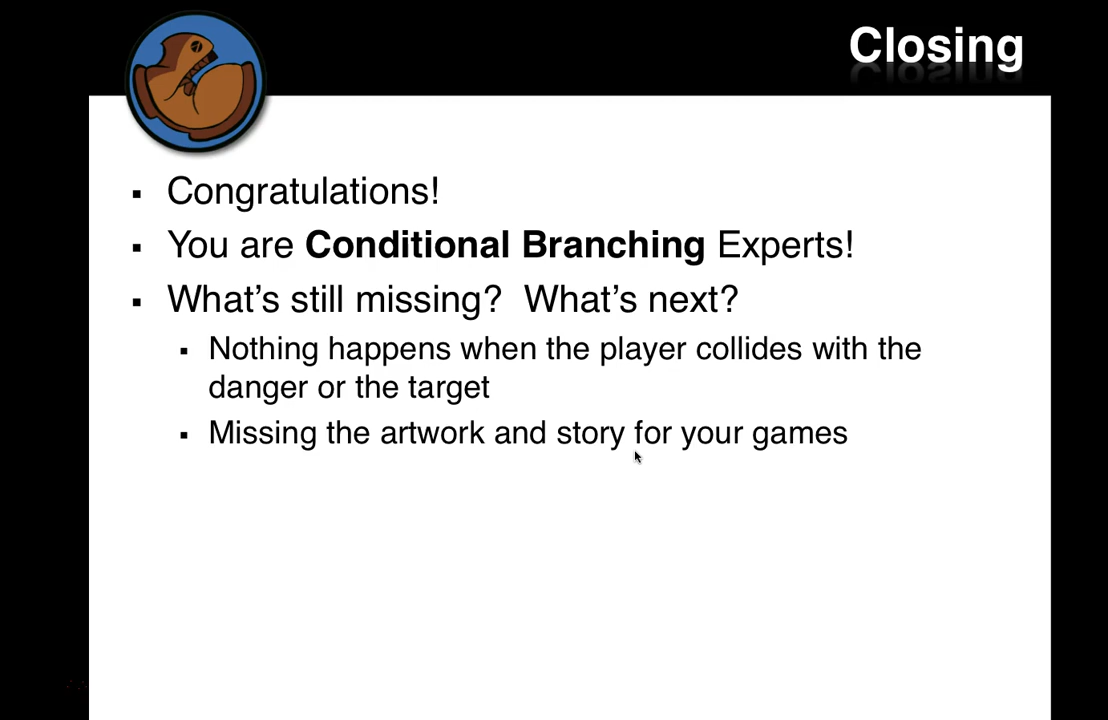 Closing
▪ Congratulations!
▪ You are Conditional Branching Experts!
▪ What's still missing?  What's next?
▪ Nothing happens when the player collides with the
danger or the target
▪ Missing the artwork and story for your games